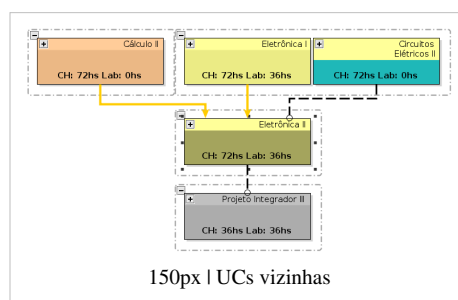 Cálculo II
CH: 72hs Lab: 0hs
Eletrônica I
CH: 72hs Lab: 36hs
Circuitos
Elétricos II
CH: 72hs Lab: 0hs
Eletrônica II
CH: 72hs Lab: 36hs
Projeto Integrador II
CH: 36hs Lab: 36hs
150px | UCs vizinhas